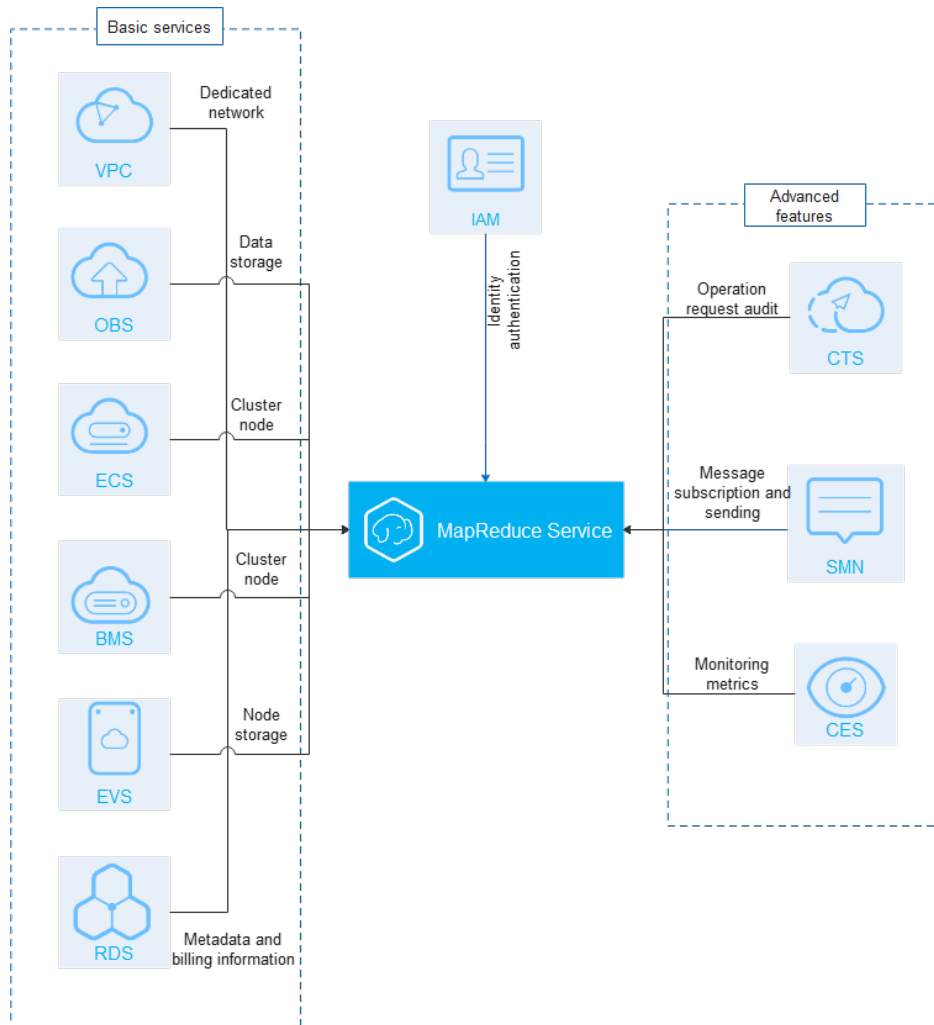 Basic services
Dedicated
network
VPC
Data
storage
OBS
Cluster
node
ECS
Cluster
node
BMS
Node
storage
EVS
RDS
Metadata and
billing information
IAM
Identity
authentication
MapReduce Service
Advanced
features
Operation
request audit
CTS
Message
subscription and
sending
SMN
Monitoring
metrics
CES